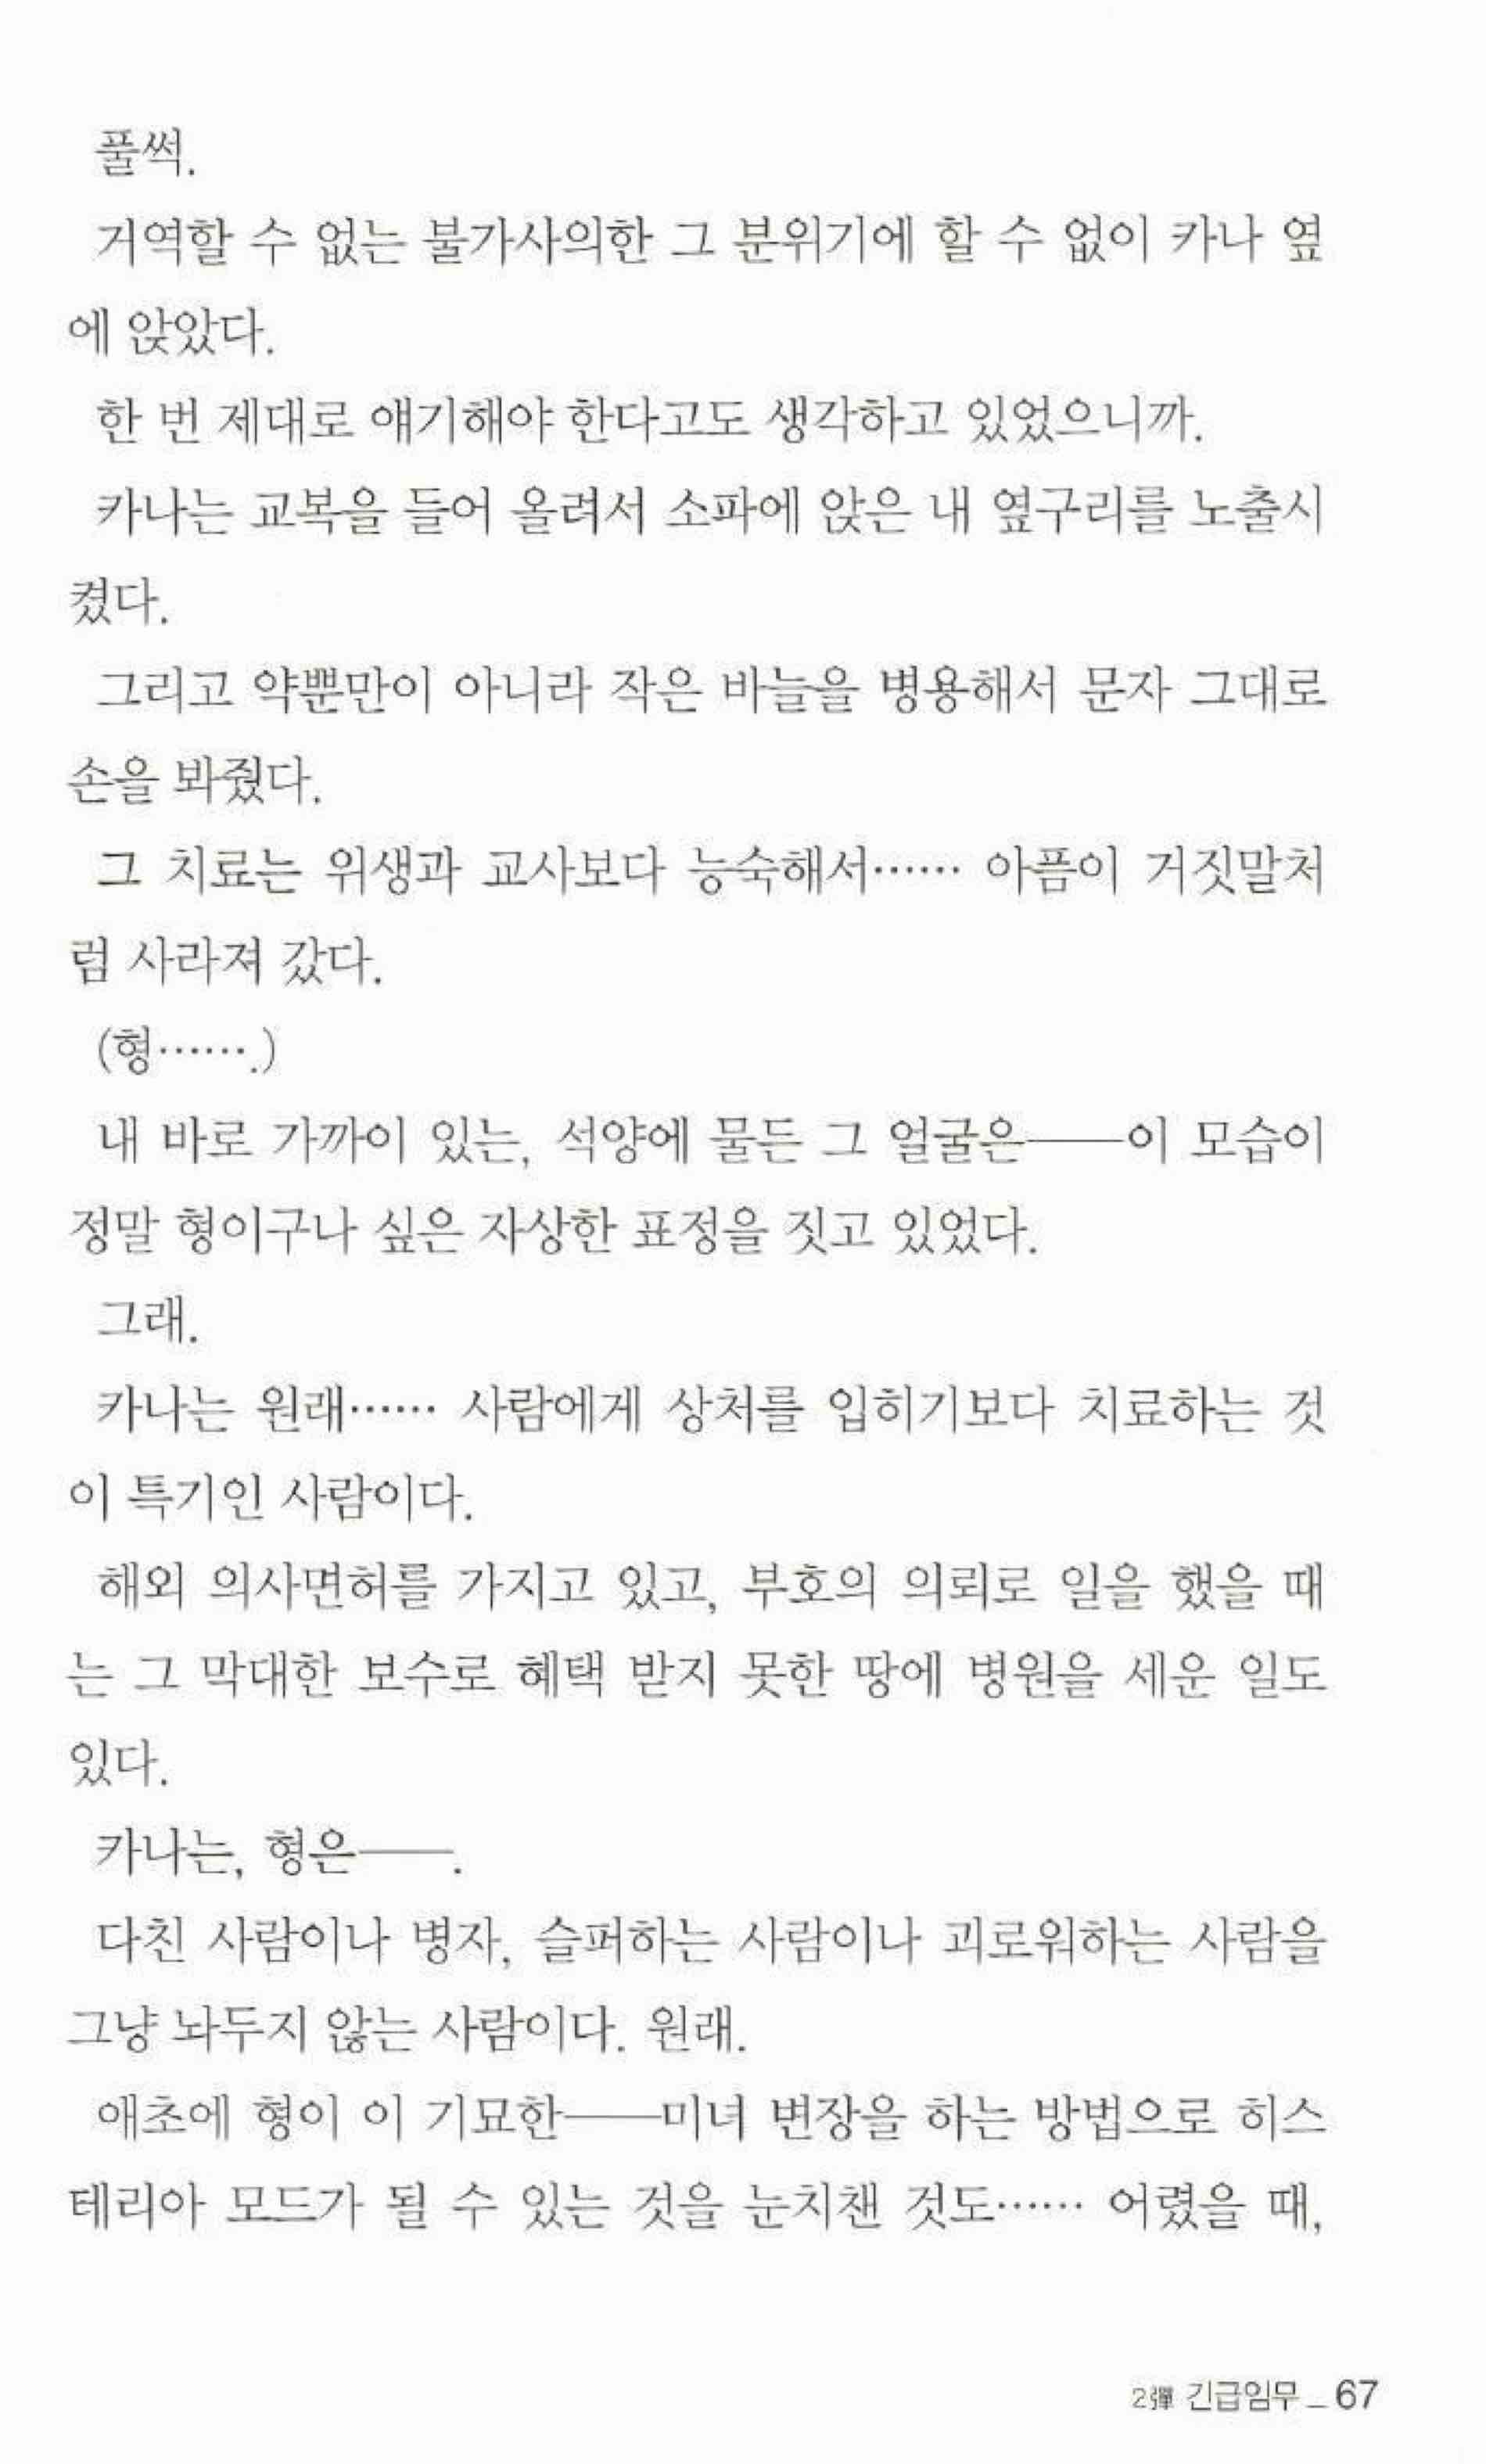 풀썩.
거역할 수 없는 불가사의한 그 분위기에 할 수 없이 카나 옆
에 앉았다.
한 번 제대로 얘기해야 한다고도 생각하고 있었으니까.
카나는 교복을 들어 올려서 소파에 앉은 내 옆구리를 노출시
켰다.
그리고 약뿐만이 아니라 작은 바늘을 병용해서 문자 그대로
손을 봐줬다.
그 치료는 위생과 교사보다 능숙해서…… 아픔이 거짓말처
럼 사라져 갔다.
(형…….)
내 바로 가까이 있는, 석양에 물든 그 얼굴은──이 모습이
정말 형이구나 싶은 자상한 표정을 짓고 있었다.
그래.
카나는 원래…… 사람에게 상처를 입히기보다 치료하는 것
이 특기인 사람이다.
해외 의사면허를 가지고 있고, 부호의 의뢰로 일을 했을 때
는 그 막대한 보수로 혜택 받지 못한 땅에 병원을 세운 일도
있다.
카나는, 형은──.
다친 사람이나 병자, 슬퍼하는 사람이나 괴로워하는 사람을
그냥 놔두지 않는 사람이다. 원래.
애초에 형이 이 기묘한──미녀 변장을 하는 방법으로 히스
테리아 모드가 될 수 있는 것을 눈치챈 것도…… 어렸을 때,
2彈 긴급임무 _ 67